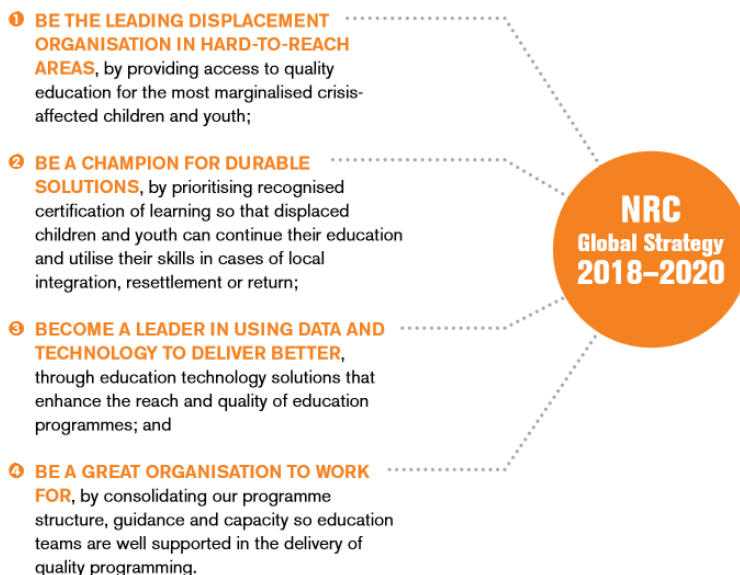 ❶ BE THE LEADING DISPLACEMENT
ORGANISATION IN HARD-TO-REACH
AREAS, by providing access to quality
education for the most marginalised crisis-
affected children and youth;
❷ BE A CHAMPION FOR DURABLE
SOLUTIONS, by prioritising recognised
certification of learning so that displaced
children and youth can continue their education
and utilise their skills in cases of local
integration, resettlement or return;
❸ BECOME A LEADER IN USING DATA AND
TECHNOLOGY TO DELIVER BETTER,
through education technology solutions that
enhance the reach and quality of education
programmes; and
❹ BE A GREAT ORGANISATION TO WORK
FOR, by consolidating our programme
structure, guidance and capacity so education
teams are well supported in the delivery of
quality programming.
NRC
Global Strategy
2018–2020